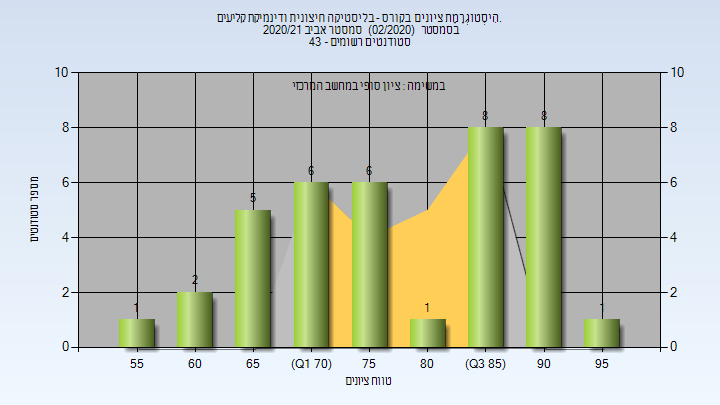 היסטוגרמת ציונים בקורס - בליסטיקה חיצונית ודינמיקת קליעים.
בסמסטר (02/2020) סמסטר אביב 2020/21
סטודנטים רשומים - 43
במשימה : ציון סופי במחשב המרכזי
10 10
8 8
6 6
4 4
2 2
0 0
1 2 5 6 6 1 8 8 1
מספר סטודנטים
55 60 65 (Q1 70) 75 80 (Q3 85) 90 95
טווח ציונים